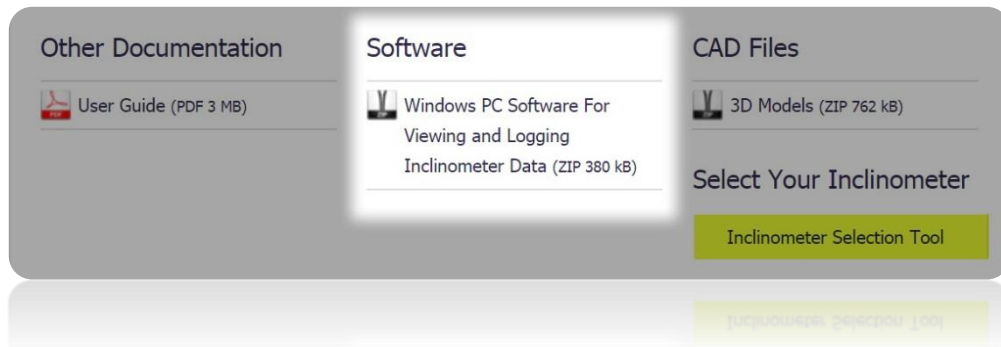 Other Documentation
User Guide (PDF 3 MB)
Software
Windows PC Software For
Viewing and Logging
Inclinometer Data (ZIP 380 kB)
CAD Files
3D Models (ZIP 762 kB)
Select Your Inclinometer
Inclinometer Selection Tool